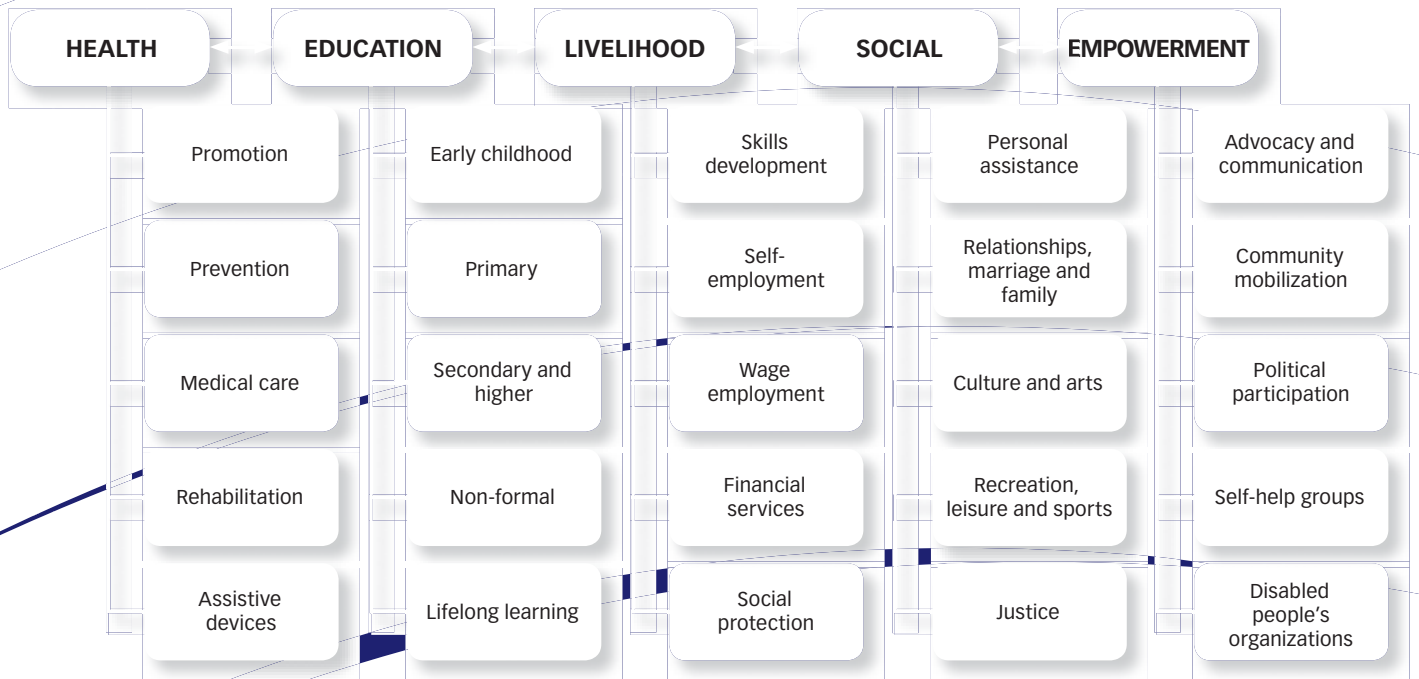 HEALTH
EDUCATION
LIVELIHOOD
SOCIAL
EMPOWERMENT
Promotion
Prevention
Medical care
Rehabilitation
Assistive
devices
Early childhood
Primary
Secondary and
higher
Non-formal
Lifelong learning
Skills
development
Self-
employment
Wage
employment
Financial
services
Social
protection
Personal
assistance
Relationships,
marriage and
family
Culture and arts
Recreation,
leisure and sports
Justice
Advocacy and
communication
Community
mobilization
Political
participation
Self-help groups
Disabled
people’s
organizations